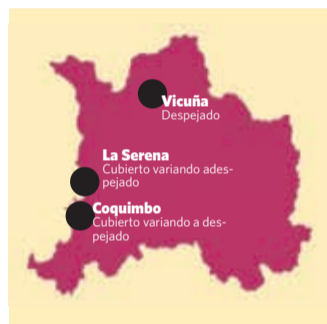 Vicuña
Despejado
La Serena
Cubierto variando ades-
pejado
Coquimbo
Cubierto variando a des-
pejado